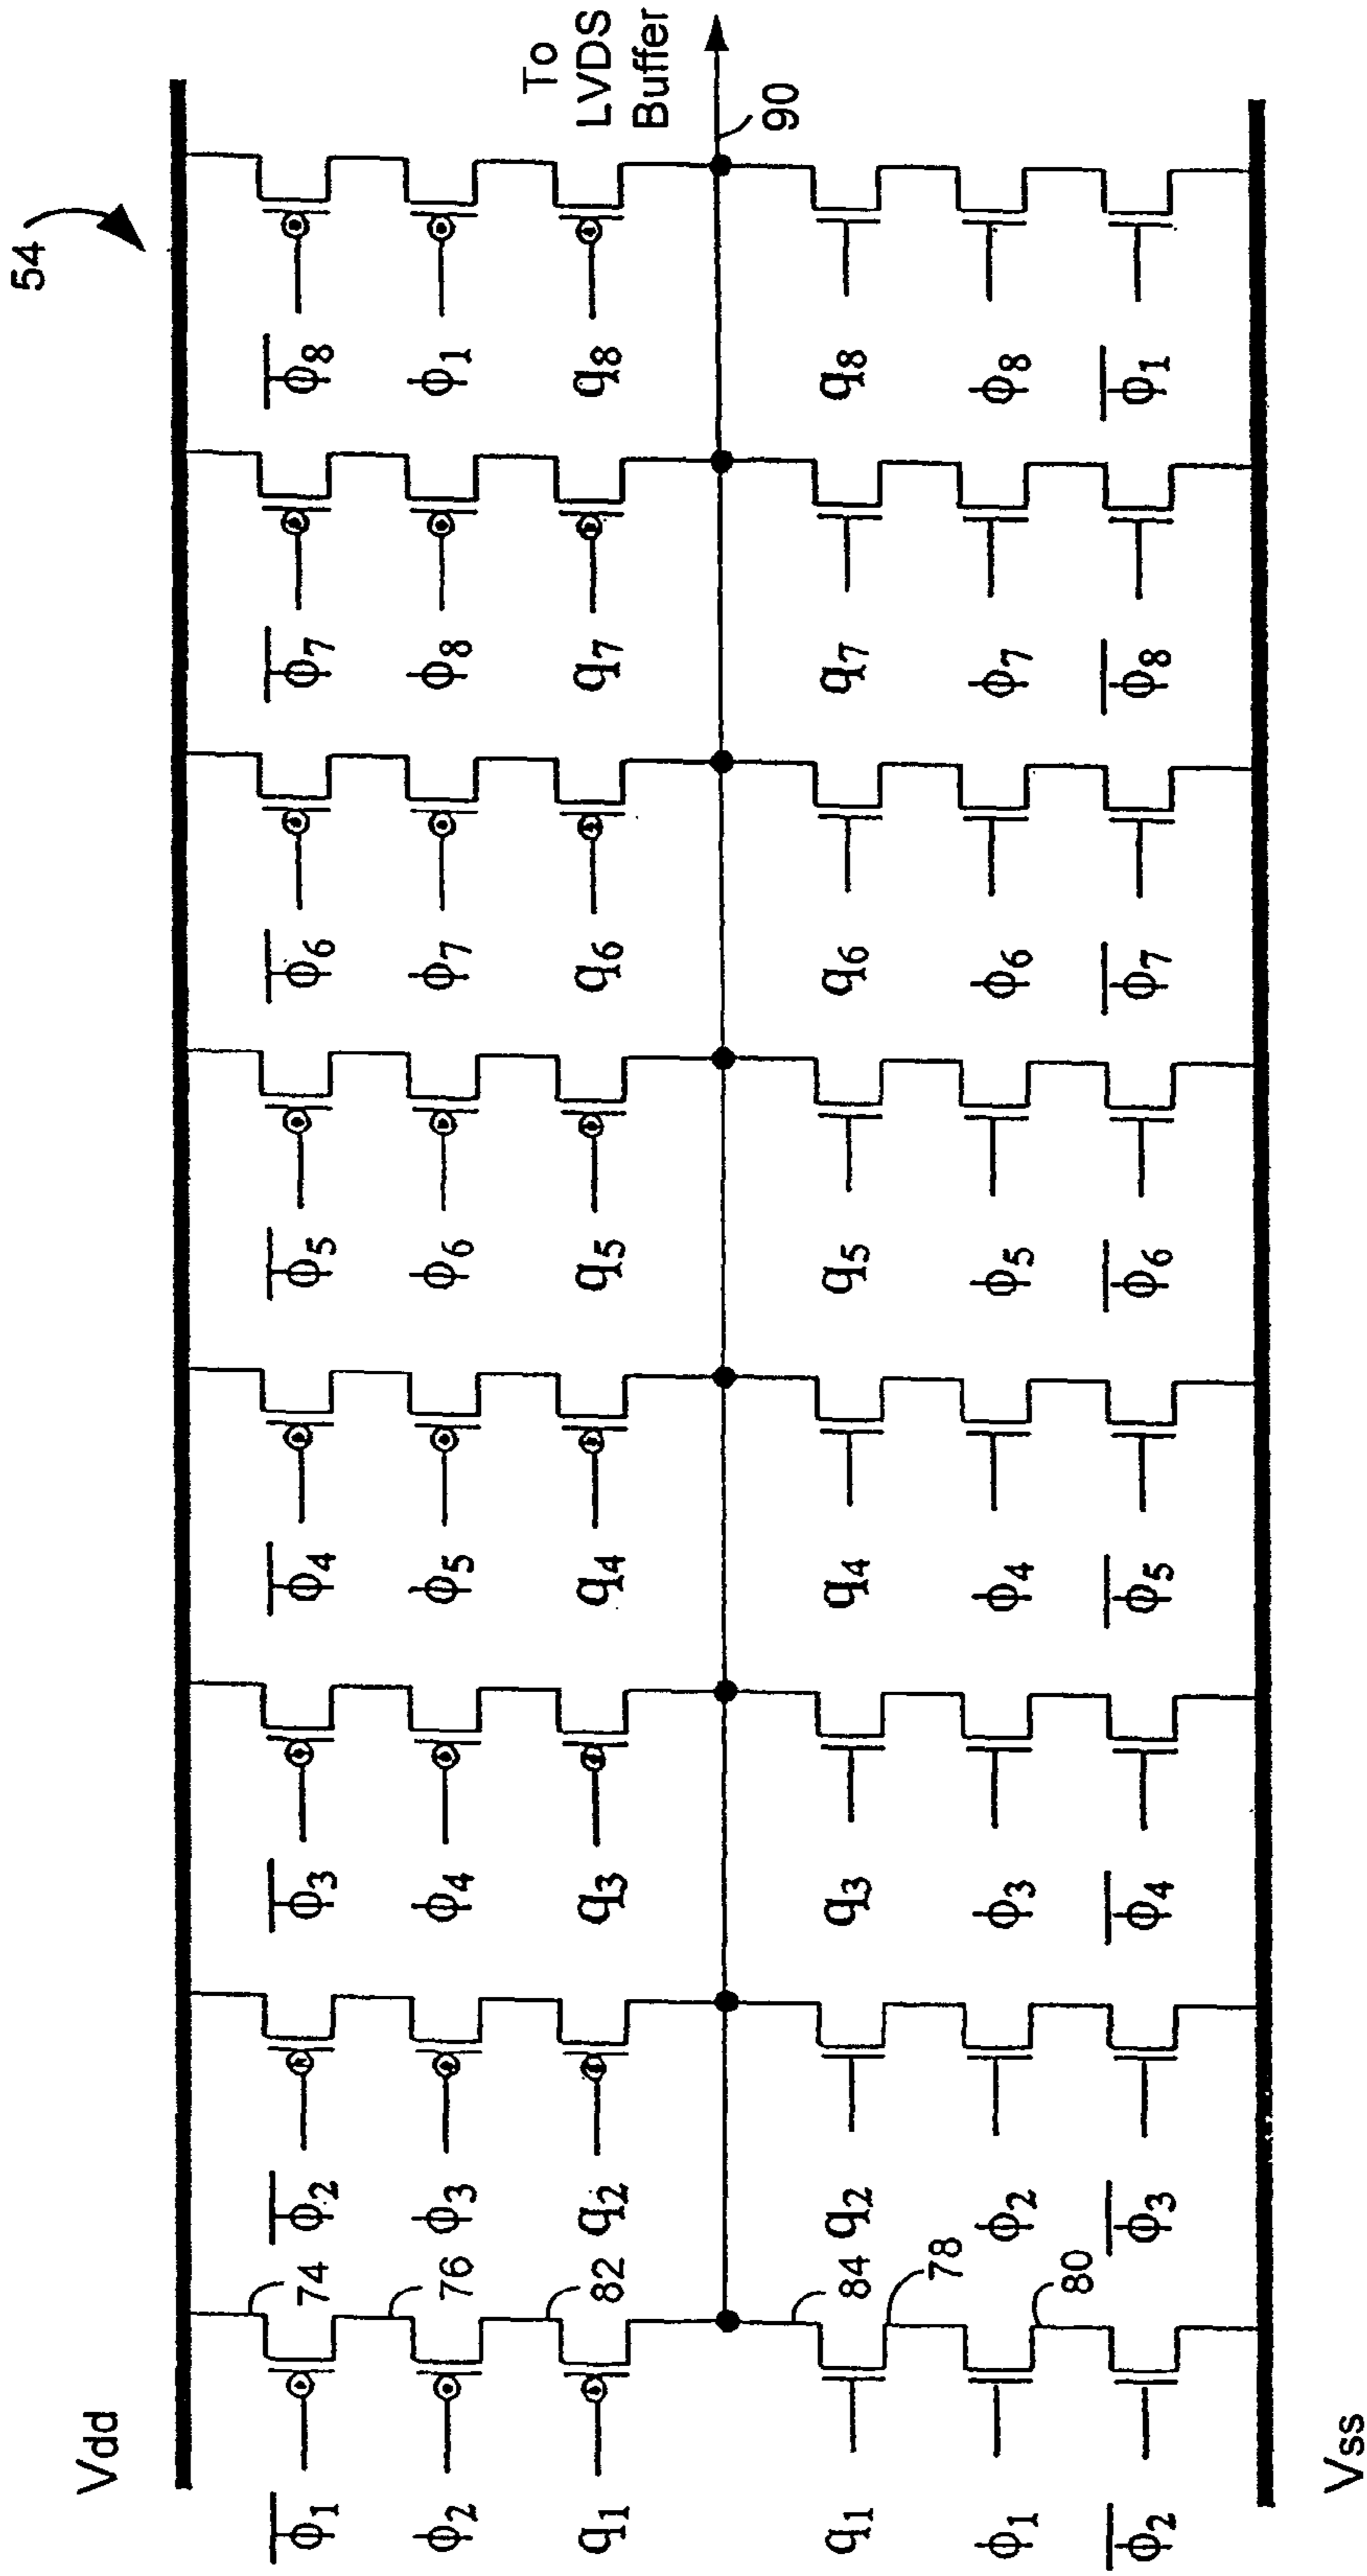 54
Vdd
ϕ̅1 74 ϕ̅2 ϕ̅3 ϕ̅4 ϕ̅5 ϕ̅6 ϕ̅7 ϕ̅8
ϕ2 76 ϕ3 ϕ4 ϕ5 ϕ6 ϕ7 ϕ8 ϕ1
q1 82 q2 q3 q4 q5 q6 q7 q8
To
LVDS
Buffer
90
q1 84 q2 q3 q4 q5 q6 q7 q8
ϕ1 78 ϕ2 ϕ3 ϕ4 ϕ5 ϕ6 ϕ7 ϕ8
ϕ̅2 80 ϕ̅3 ϕ̅4 ϕ̅5 ϕ̅6 ϕ̅7 ϕ̅8 ϕ̅1
Vss